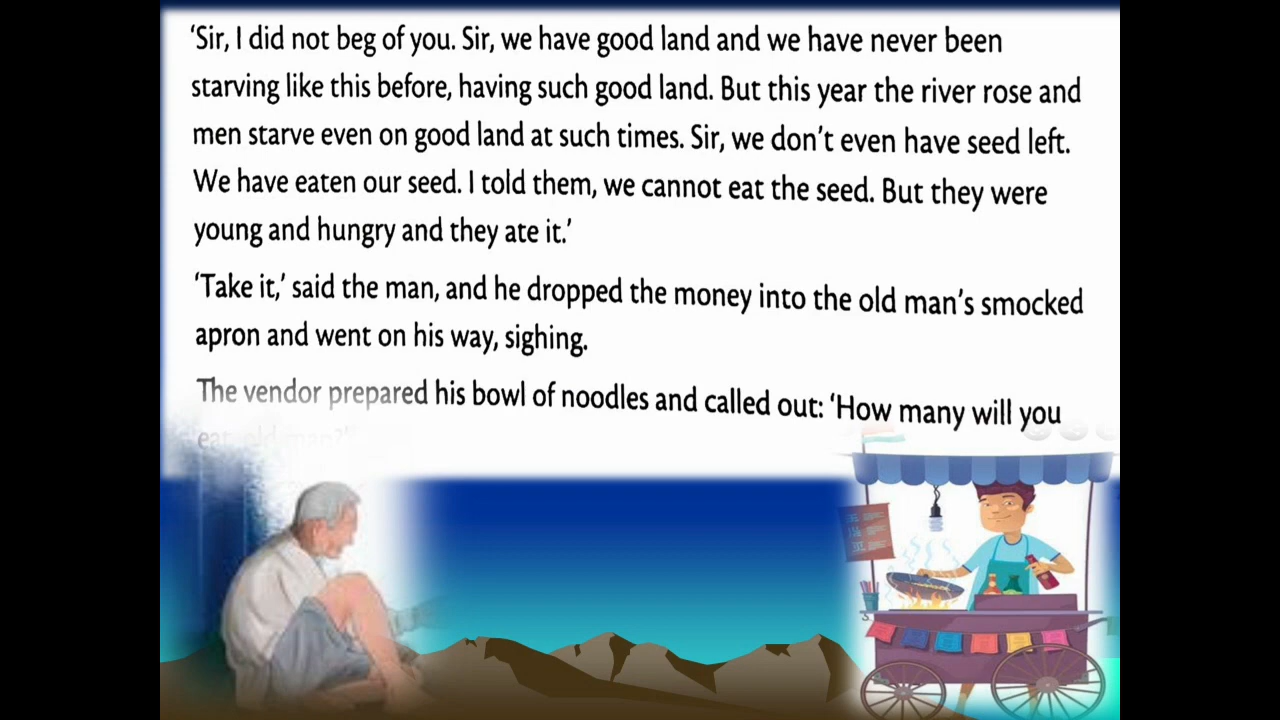 ‘Sir, I did not beg of you. Sir, we have good land and we have never been
starving like this before, having such good land. But this year the river rose and
men starve even on good land at such times. Sir, we don’t even have seed left.
We have eaten our seed. I told them, we cannot eat the seed. But they were
young and hungry and they ate it.’
‘Take it,’ said the man, and he dropped the money into the old man’s smocked
apron and went on his way, sighing.
The vendor prepared his bowl of noodles and called out: ‘How many will you
eat, old man?’